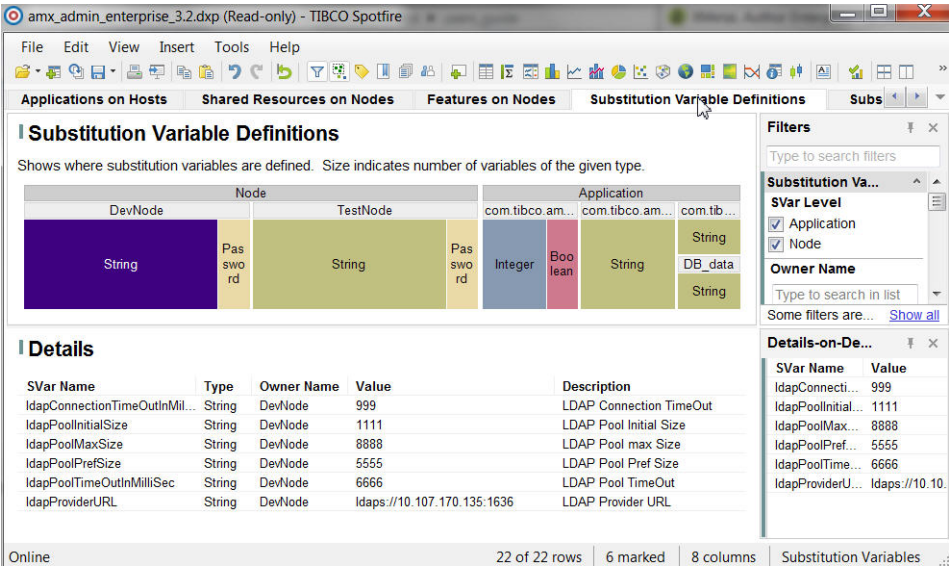 amx_admin_enterprise_3.2.dxp (Read-only) - TIBCO Spotfire
File Edit View Insert Tools Help
Applications on Hosts Shared Resources on Nodes Features on Nodes Substitution Variable Definitions Subs
Substitution Variable Definitions
Shows where substitution variables are defined. Size indicates number of variables of the given type.
Node Application
DevNode TestNode com.tibco.am... com.tibco.am... com.tib...
String
Pas
swo
rd
String
Pas
swo
rd
Integer
Boo
lean
String
String
DB_data
String
Filters
Type to search filters
Substitution Va...
SVar Level
Application
Node
Owner Name
Type to search in list
Some filters are... Show all
Details
SVar Name Type Owner Name Value Description
ldapConnectionTimeOutInMil... String DevNode 999 LDAP Connection TimeOut
ldapPoolInitialSize String DevNode 1111 LDAP Pool Initial Size
ldapPoolMaxSize String DevNode 8888 LDAP Pool max Size
ldapPoolPrefSize String DevNode 5555 LDAP Pool Pref Size
ldapPoolTimeOutInMilliSec String DevNode 6666 LDAP Pool TimeOut
ldapProviderURL String DevNode ldaps://10.107.170.135:1636 LDAP Provider URL
Details-on-De...
SVar Name Value
ldapConnecti... 999
ldapPoolInitial... 1111
ldapPoolMax... 8888
ldapPoolPref... 5555
ldapPoolTime... 6666
ldapProviderU... ldaps://10.10.
Online 22 of 22 rows 6 marked 8 columns Substitution Variables